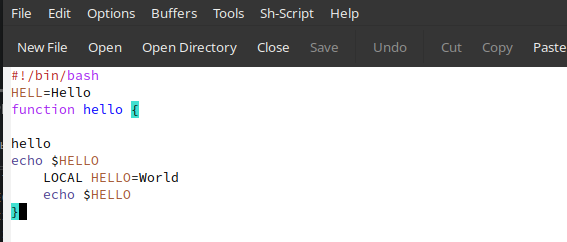 File Edit Options Buffers Tools Sh-Script Help
New File Open Open Directory Close Save Undo Cut Copy Paste
#!/bin/bash
HELL=Hello
function hello {

hello
echo $HELLO
    LOCAL HELLO=World
    echo $HELLO
}